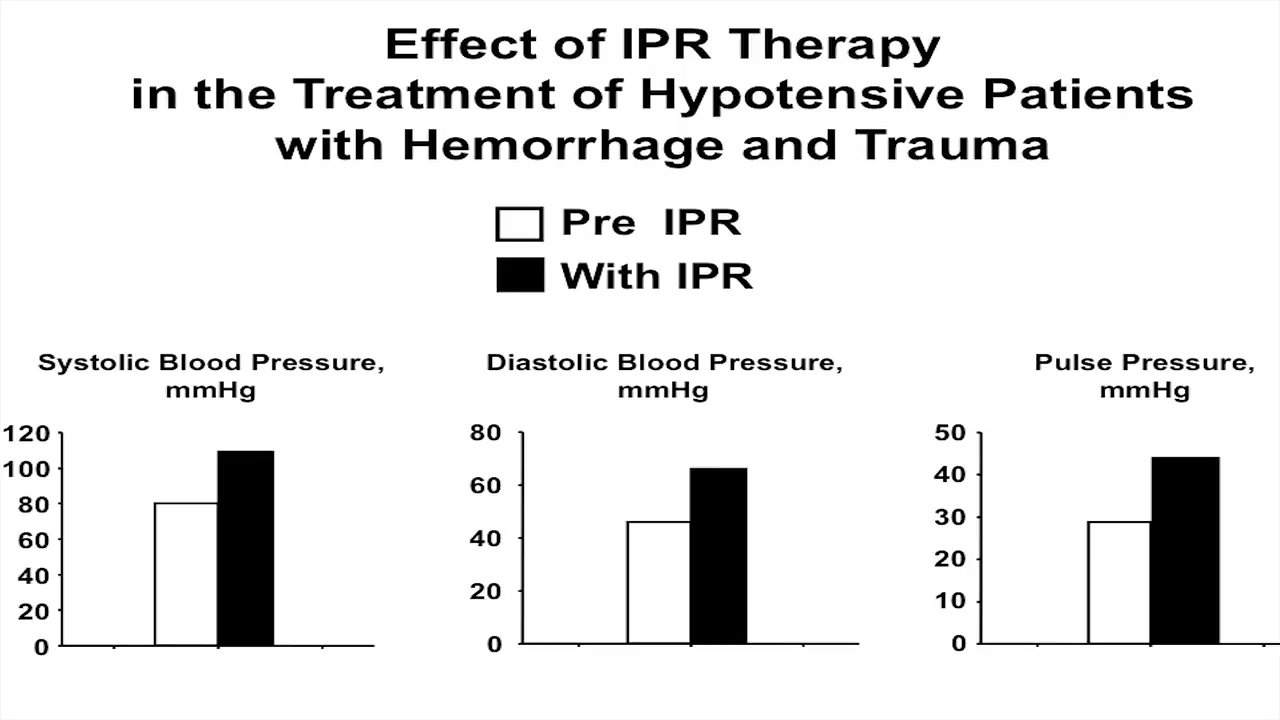 Effect of IPR Therapy
in the Treatment of Hypotensive Patients
with Hemorrhage and Trauma
Pre IPR
With IPR
Systolic Blood Pressure,
mmHg
120
100
80
60
40
20
0
Diastolic Blood Pressure,
mmHg
80
60
40
20
0
Pulse Pressure,
mmHg
50
40
30
20
10
0